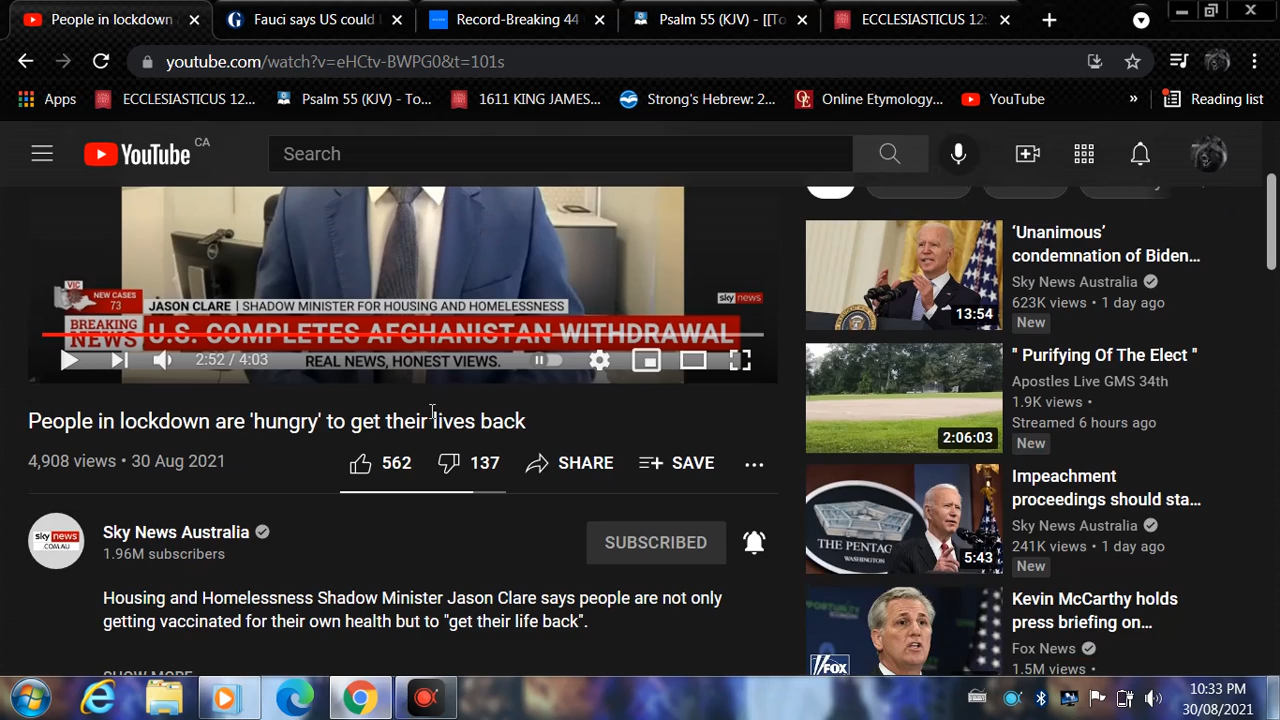 People in lockdown
Fauci says US could
Record-Breaking 44
Psalm 55 (KJV) - [[To
ECCLESIASTICUS 12:
youtube.com/watch?v=eHCtv-BWPG0&t=101s
Apps
ECCLESIASTICUS 12...
Psalm 55 (KJV) - To...
1611 KING JAMES...
Strong's Hebrew: 2...
Online Etymology...
YouTube
»
Reading list
YouTube CA
Search
VIC
NEW CASES
73
JASON CLARE | SHADOW MINISTER FOR HOUSING AND HOMELESSNESS
sky news
BREAKING
NEWS
U.S. COMPLETES AFGHANISTAN WITHDRAWAL
2:52 / 4:03
REAL NEWS, HONEST VIEWS.
People in lockdown are 'hungry' to get their lives back
4,908 views • 30 Aug 2021
562
137
SHARE
SAVE
sky news
.COM.AU
Sky News Australia
1.96M subscribers
SUBSCRIBED
Housing and Homelessness Shadow Minister Jason Clare says people are not only
getting vaccinated for their own health but to "get their life back".
SHOW MORE
‘Unanimous’
condemnation of Biden...
Sky News Australia
623K views • 1 day ago
New
13:54
" Purifying Of The Elect "
Apostles Live GMS 34th
1.9K views •
Streamed 6 hours ago
New
2:06:03
Impeachment
proceedings should sta...
Sky News Australia
241K views • 1 day ago
New
THE PENTAG
5:43
Kevin McCarthy holds
press briefing on...
Fox News
1.5M views
FOX
10:33 PM
30/08/2021